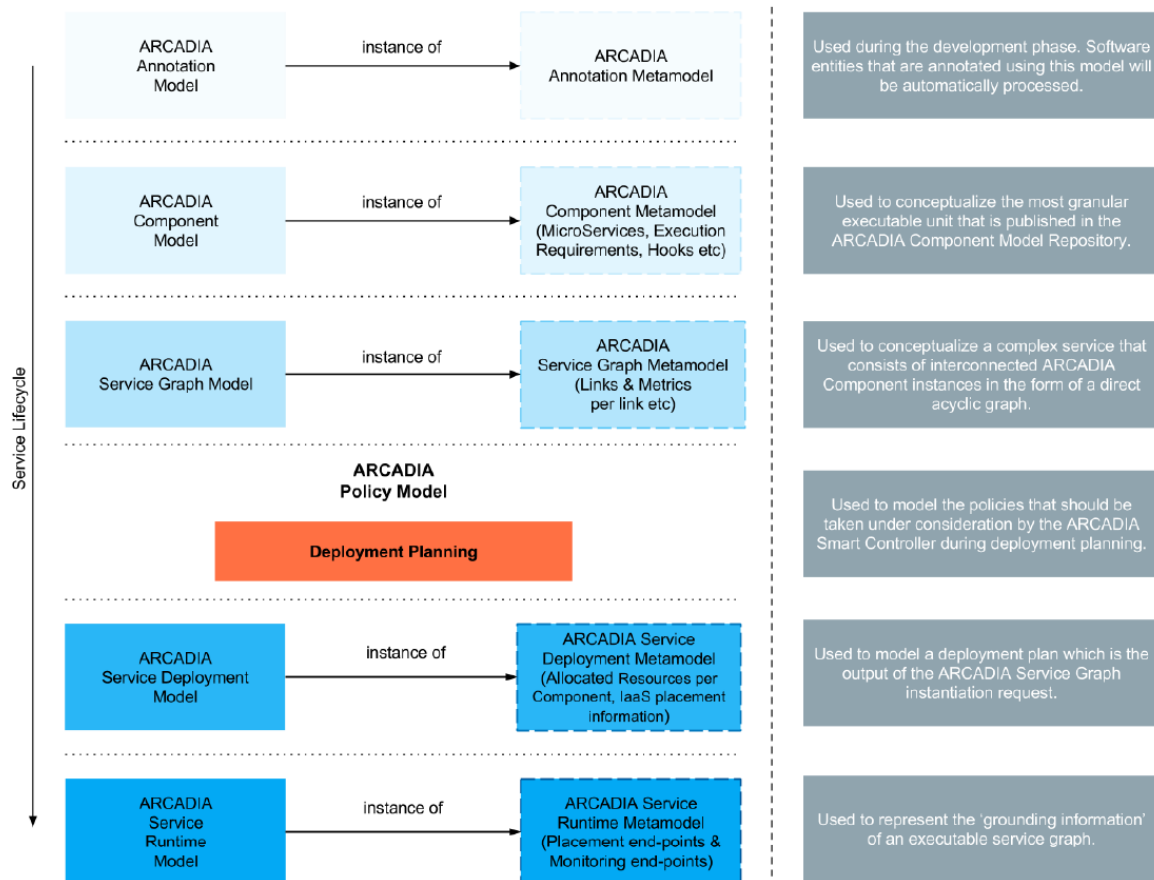 ARCADIA
Annotation
Model
instance of
ARCADIA
Annotation Metamodel
Used during the development phase. Software
entities that are annotated using this model will
be automatically processed.
ARCADIA
Component
Model
instance of
ARCADIA
Component Metamodel
(MicroServices, Execution
Requirements, Hooks etc)
Used to conceptualize the most granular
executable unit that is published in the
ARCADIA Component Model Repository.
ARCADIA
Service Graph Model
instance of
ARCADIA
Service Graph Metamodel
(Links & Metrics
per link etc)
Used to conceptualize a complex service that
consists of interconnected ARCADIA
Component instances in the form of a direct
acyclic graph.
Service Lifecycle
ARCADIA
Policy Model
Deployment Planning
Used to model the policies that should be
taken under consideration by the ARCADIA
Smart Controller during deployment planning.
ARCADIA
Service Deployment
Model
instance of
ARCADIA Service
Deployment Metamodel
(Allocated Resources per
Component, IaaS placement
information)
Used to model a deployment plan which is the
output of the ARCADIA Service Graph
instantiation request.
ARCADIA
Service
Runtime
Model
instance of
ARCADIA Service
Runtime Metamodel
(Placement end-points &
Monitoring end-points)
Used to represent the 'grounding information'
of an executable service graph.